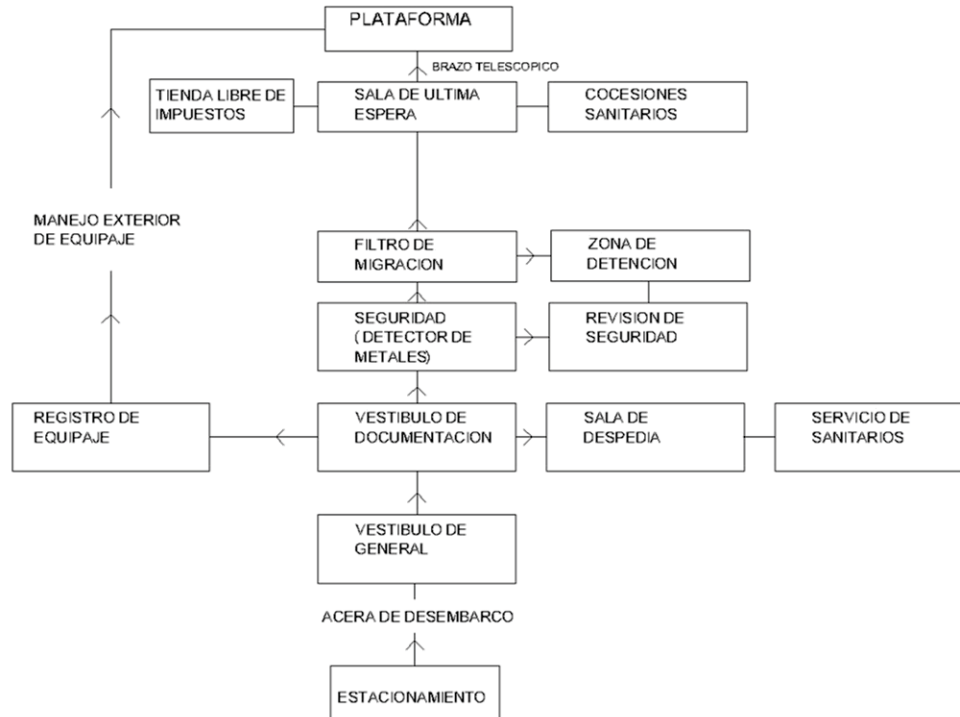 PLATAFORMA
BRAZO TELESCOPICO
TIENDA LIBRE DE
IMPUESTOS
SALA DE ULTIMA
ESPERA
COCESIONES
SANITARIOS
MANEJO EXTERIOR
DE EQUIPAJE
FILTRO DE
MIGRACION
ZONA DE
DETENCION
SEGURIDAD
( DETECTOR DE
METALES)
REVISION DE
SEGURIDAD
REGISTRO DE
EQUIPAJE
VESTIBULO DE
DOCUMENTACION
SALA DE
DESPEDIA
SERVICIO DE
SANITARIOS
VESTIBULO DE
GENERAL
ACERA DE DESEMBARCO
ESTACIONAMIENTO